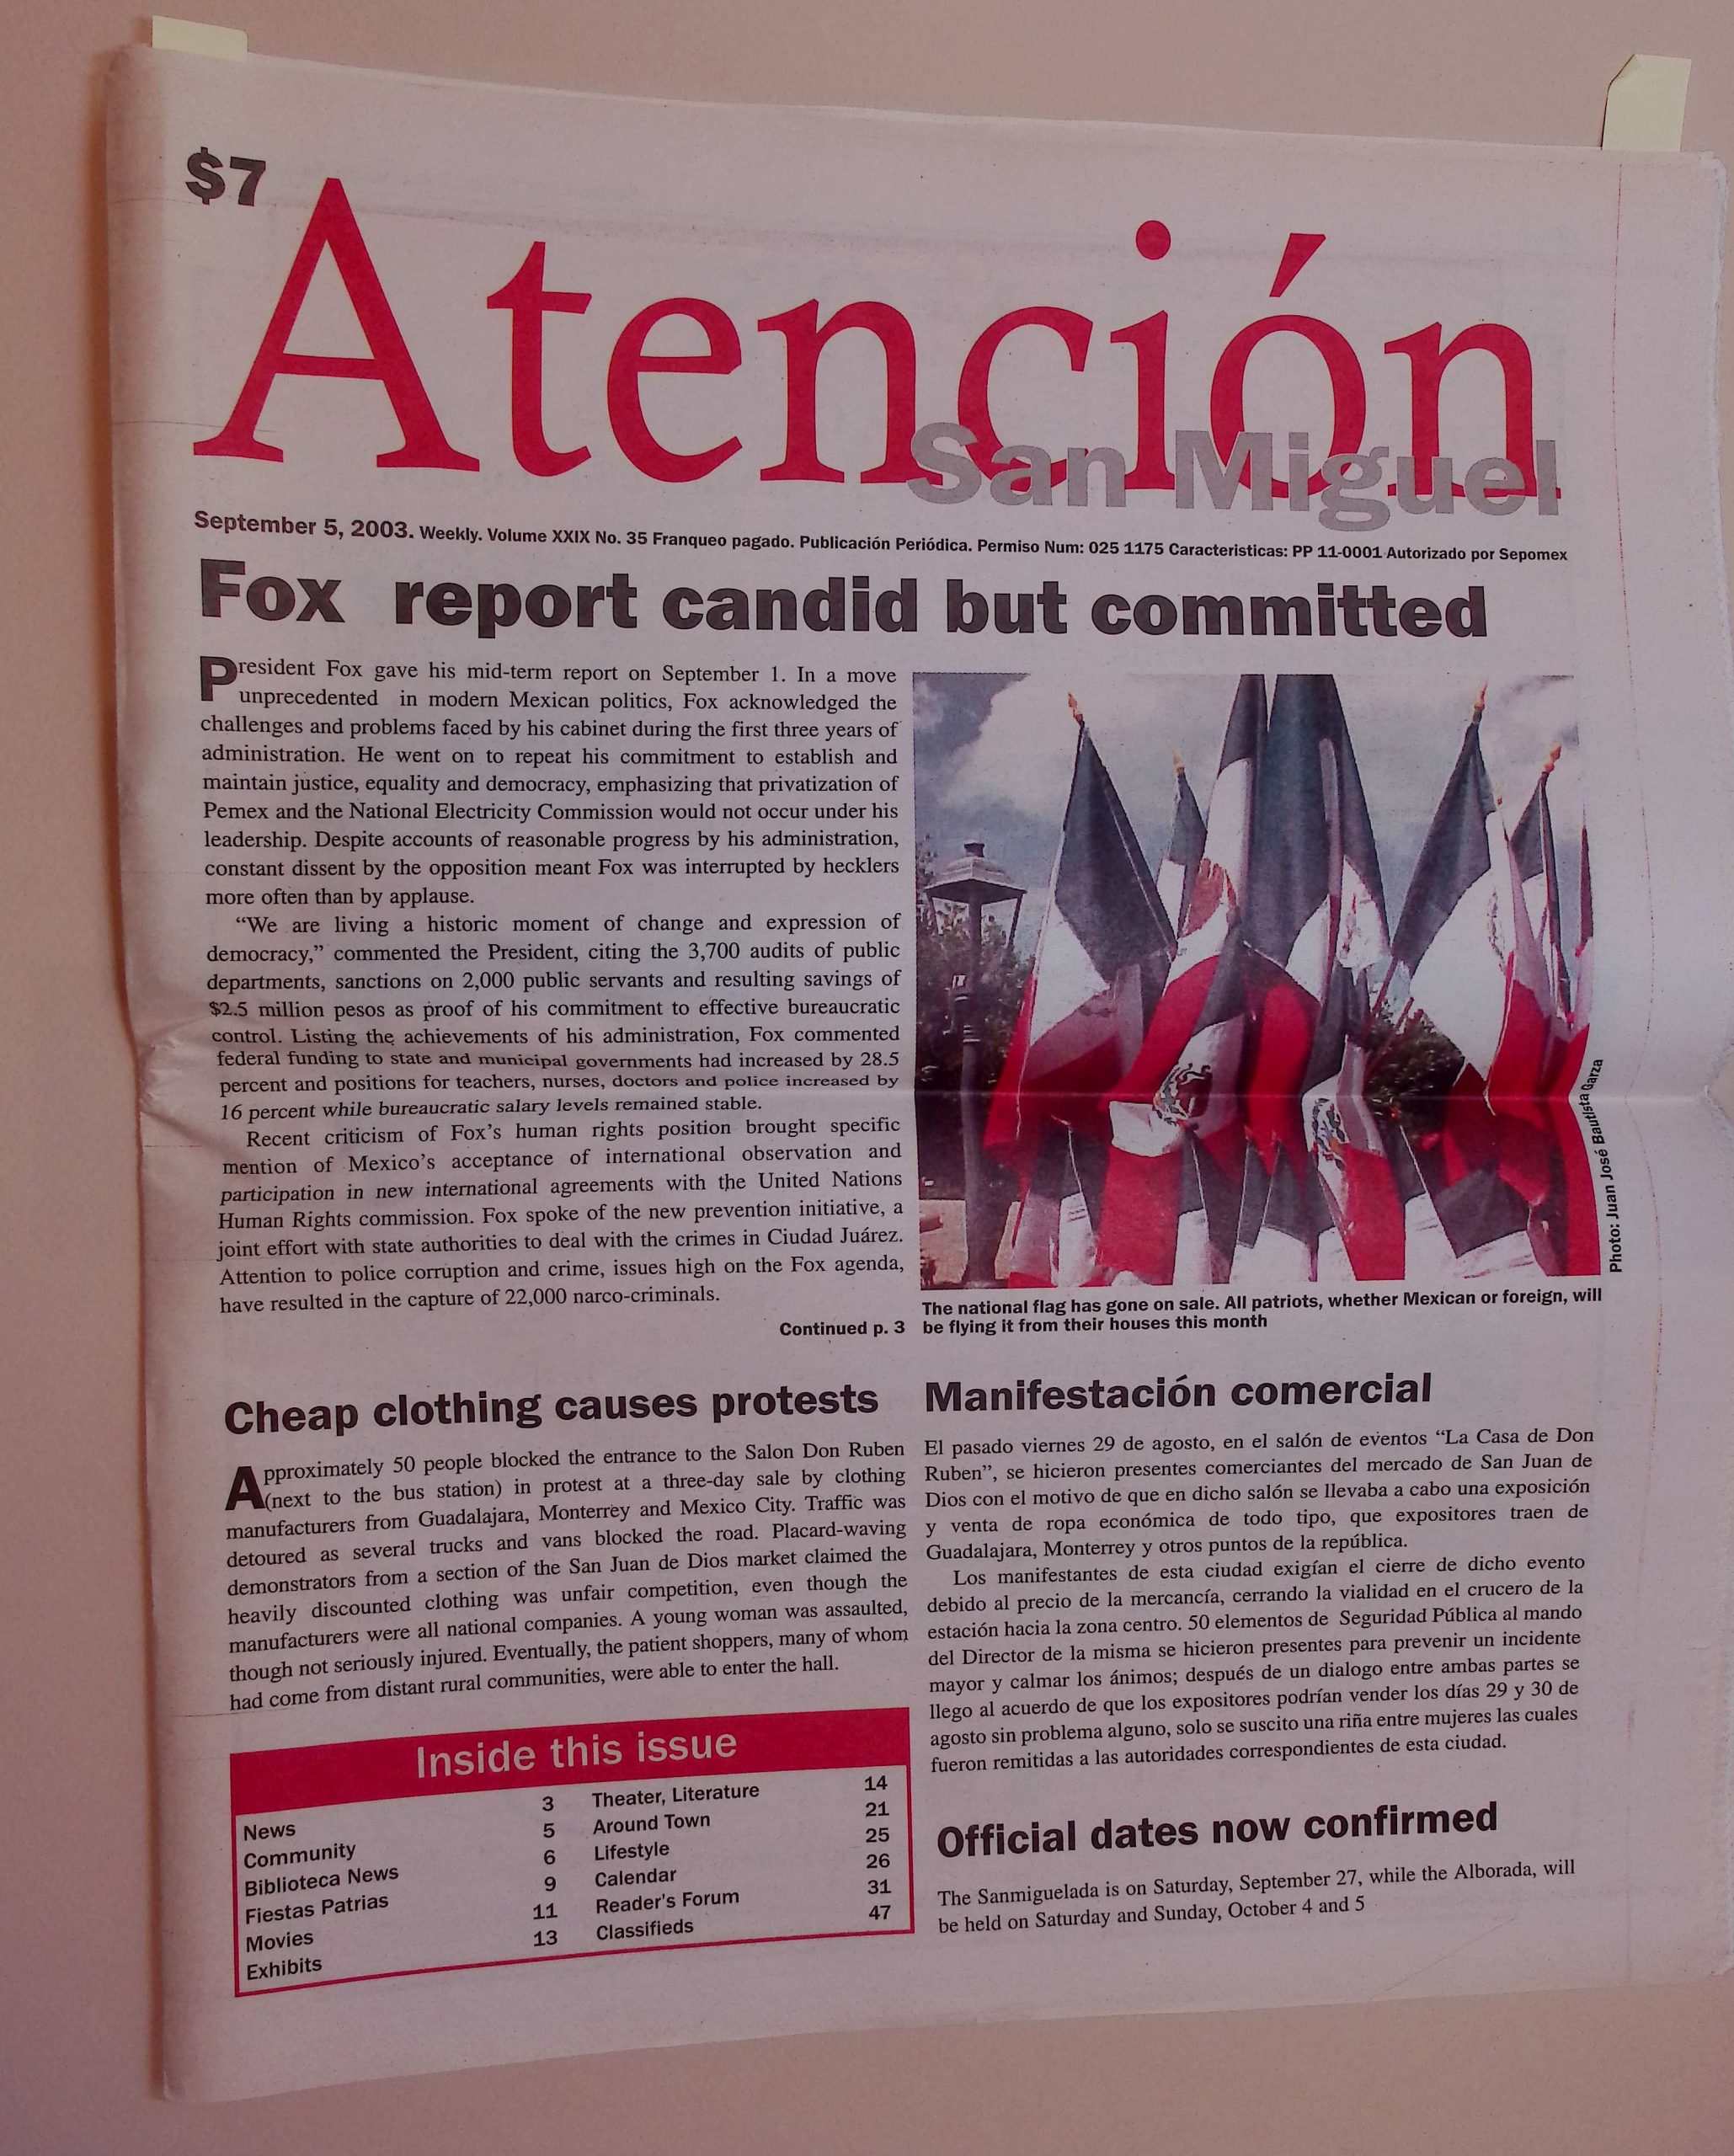 $7
Atención
San Miguel
September 5, 2003. Weekly. Volume XXIX No. 35 Franqueo pagado. Publicación Periódica. Permiso Num: 025 1175 Caracteristicas: PP 11-0001 Autorizado por Sepomex
Fox report candid but committed
President Fox gave his mid-term report on September 1. In a move
unprecedented in modern Mexican politics, Fox acknowledged the
challenges and problems faced by his cabinet during the first three years of
administration. He went on to repeat his commitment to establish and
maintain justice, equality and democracy, emphasizing that privatization of
Pemex and the National Electricity Commission would not occur under his
leadership. Despite accounts of reasonable progress by his administration,
constant dissent by the opposition meant Fox was interrupted by hecklers
more often than by applause.
“We are living a historic moment of change and expression of
democracy,” commented the President, citing the 3,700 audits of public
departments, sanctions on 2,000 public servants and resulting savings of
$2.5 million pesos as proof of his commitment to effective bureaucratic
control. Listing the achievements of his administration, Fox commented
federal funding to state and municipal governments had increased by 28.5
percent and positions for teachers, nurses, doctors and police increased by
16 percent while bureaucratic salary levels remained stable.
Recent criticism of Fox’s human rights position brought specific
mention of Mexico’s acceptance of international observation and
participation in new international agreements with the United Nations
Human Rights commission. Fox spoke of the new prevention initiative, a
joint effort with state authorities to deal with the crimes in Ciudad Juárez.
Attention to police corruption and crime, issues high on the Fox agenda,
have resulted in the capture of 22,000 narco-criminals.
Continued p. 3
Photo: Juan José Bautista Garza
The national flag has gone on sale. All patriots, whether Mexican or foreign, will
be flying it from their houses this month
Cheap clothing causes protests
Approximately 50 people blocked the entrance to the Salon Don Ruben
(next to the bus station) in protest at a three-day sale by clothing
manufacturers from Guadalajara, Monterrey and Mexico City. Traffic was
detoured as several trucks and vans blocked the road. Placard-waving
demonstrators from a section of the San Juan de Dios market claimed the
heavily discounted clothing was unfair competition, even though the
manufacturers were all national companies. A young woman was assaulted,
though not seriously injured. Eventually, the patient shoppers, many of whom
had come from distant rural communities, were able to enter the hall.
Manifestación comercial
El pasado viernes 29 de agosto, en el salón de eventos “La Casa de Don
Ruben”, se hicieron presentes comerciantes del mercado de San Juan de
Dios con el motivo de que en dicho salón se llevaba a cabo una exposición
y venta de ropa económica de todo tipo, que expositores traen de
Guadalajara, Monterrey y otros puntos de la república.
Los manifestantes de esta ciudad exigían el cierre de dicho evento
debido al precio de la mercancía, cerrando la vialidad en el crucero de la
estación hacia la zona centro. 50 elementos de Seguridad Pública al mando
del Director de la misma se hicieron presentes para prevenir un incidente
mayor y calmar los ánimos; después de un dialogo entre ambas partes se
llego al acuerdo de que los expositores podrían vender los días 29 y 30 de
agosto sin problema alguno, solo se suscito una riña entre mujeres las cuales
fueron remitidas a las autoridades correspondientes de esta ciudad.
Inside this issue
News 3
Community 5
Biblioteca News 6
Fiestas Patrias 9
Movies 11
Exhibits 13
Theater, Literature 14
Around Town 21
Lifestyle 25
Calendar 26
Reader's Forum 31
Classifieds 47
Official dates now confirmed
The Sanmiguelada is on Saturday, September 27, while the Alborada, will
be held on Saturday and Sunday, October 4 and 5